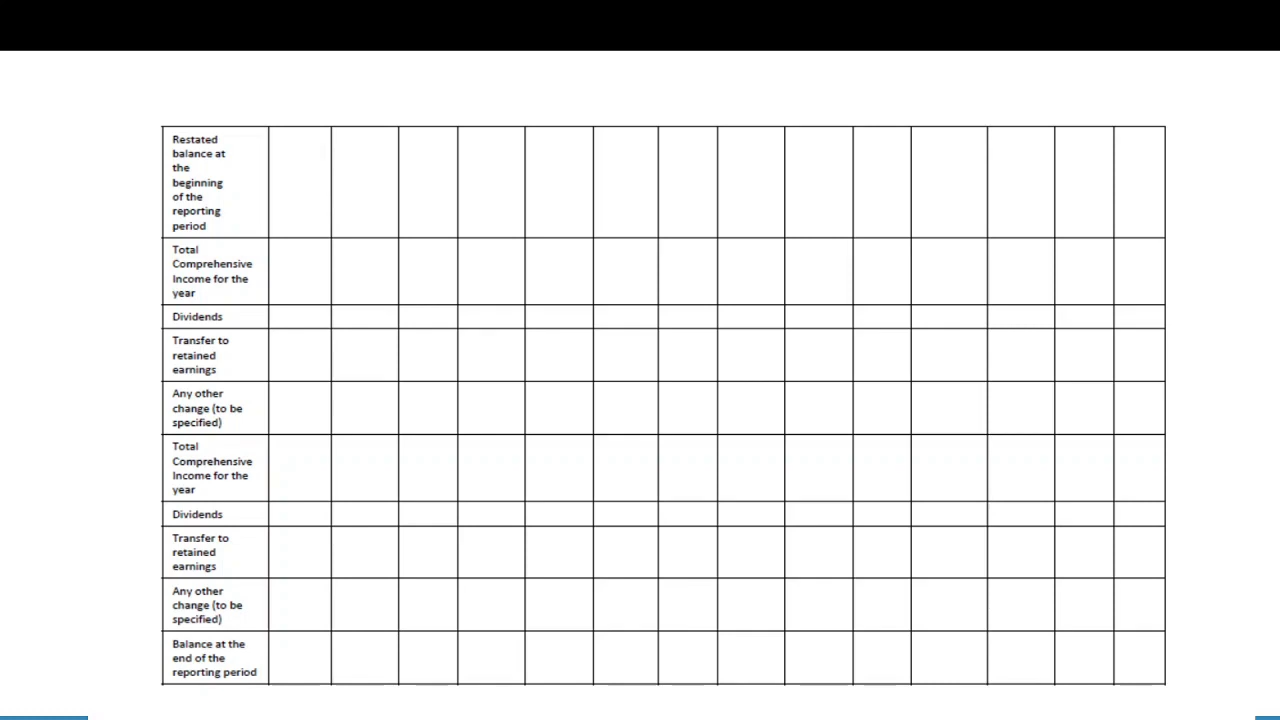 Restated
balance at
the
beginning
of the
reporting
period
Total
Comprehensive
Income for the
year
Dividends
Transfer to
retained
earnings
Any other
change (to be
specified)
Total
Comprehensive
Income for the
year
Dividends
Transfer to
retained
earnings
Any other
change (to be
specified)
Balance at the
end of the
reporting period